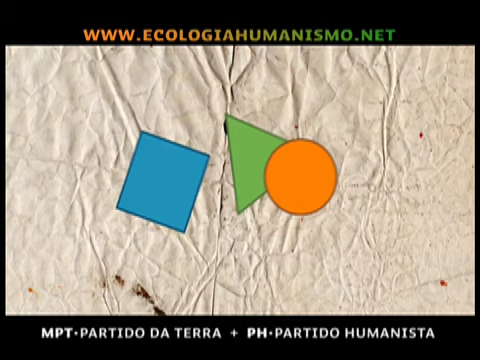 WWW.ECOLOGIAHUMANISMO.NET
MPT·PARTIDO DA TERRA + PH·PARTIDO HUMANISTA